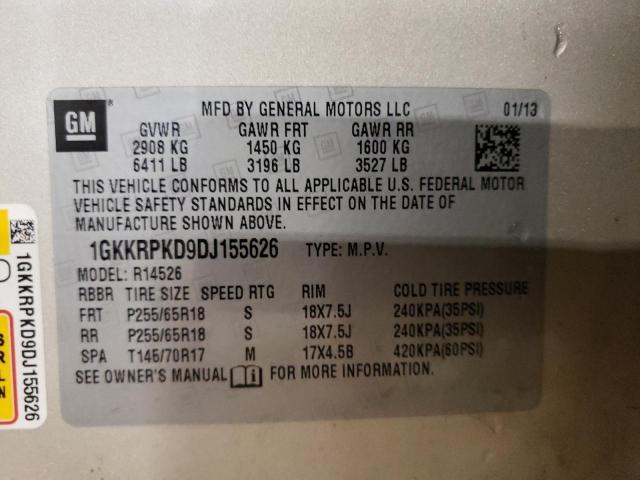 GM
MFD BY GENERAL MOTORS LLC 01/13
GVWR GAWR FRT GAWR RR
2908 KG 1450 KG 1600 KG
6411 LB 3196 LB 3527 LB
THIS VEHICLE CONFORMS TO ALL APPLICABLE U.S. FEDERAL MOTOR
VEHICLE SAFETY STANDARDS IN EFFECT ON THE DATE OF
MANUFACTURE SHOWN ABOVE.
1GKKRPKD9DJ155626 TYPE: M.P.V.
MODEL: R14526
RBBR TIRE SIZE SPEED RTG RIM COLD TIRE PRESSURE
FRT P255/65R18 S 18X7.5J 240KPA(35PSI)
RR P255/65R18 S 18X7.5J 240KPA(35PSI)
SPA T145/70R17 M 17X4.5B 420KPA(60PSI)
SEE OWNER'S MANUAL FOR MORE INFORMATION.
1GKKRPKD9DJ155626
S R L N